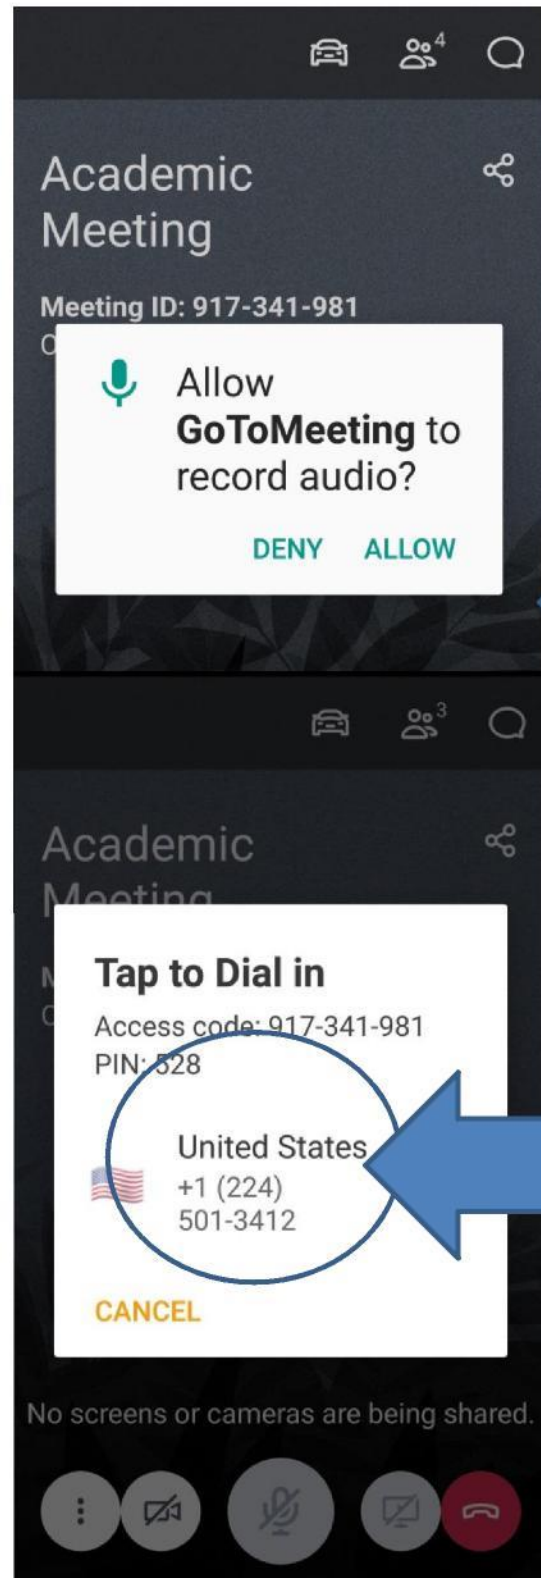 4
Academic
Meeting
Meeting ID: 917-341-981
Allow
GoToMeeting to
record audio?
DENY ALLOW
3
Academic
Meeting
Tap to Dial in
Access code: 917-341-981
PIN: 528
United States
+1 (224)
501-3412
CANCEL
No screens or cameras are being shared.